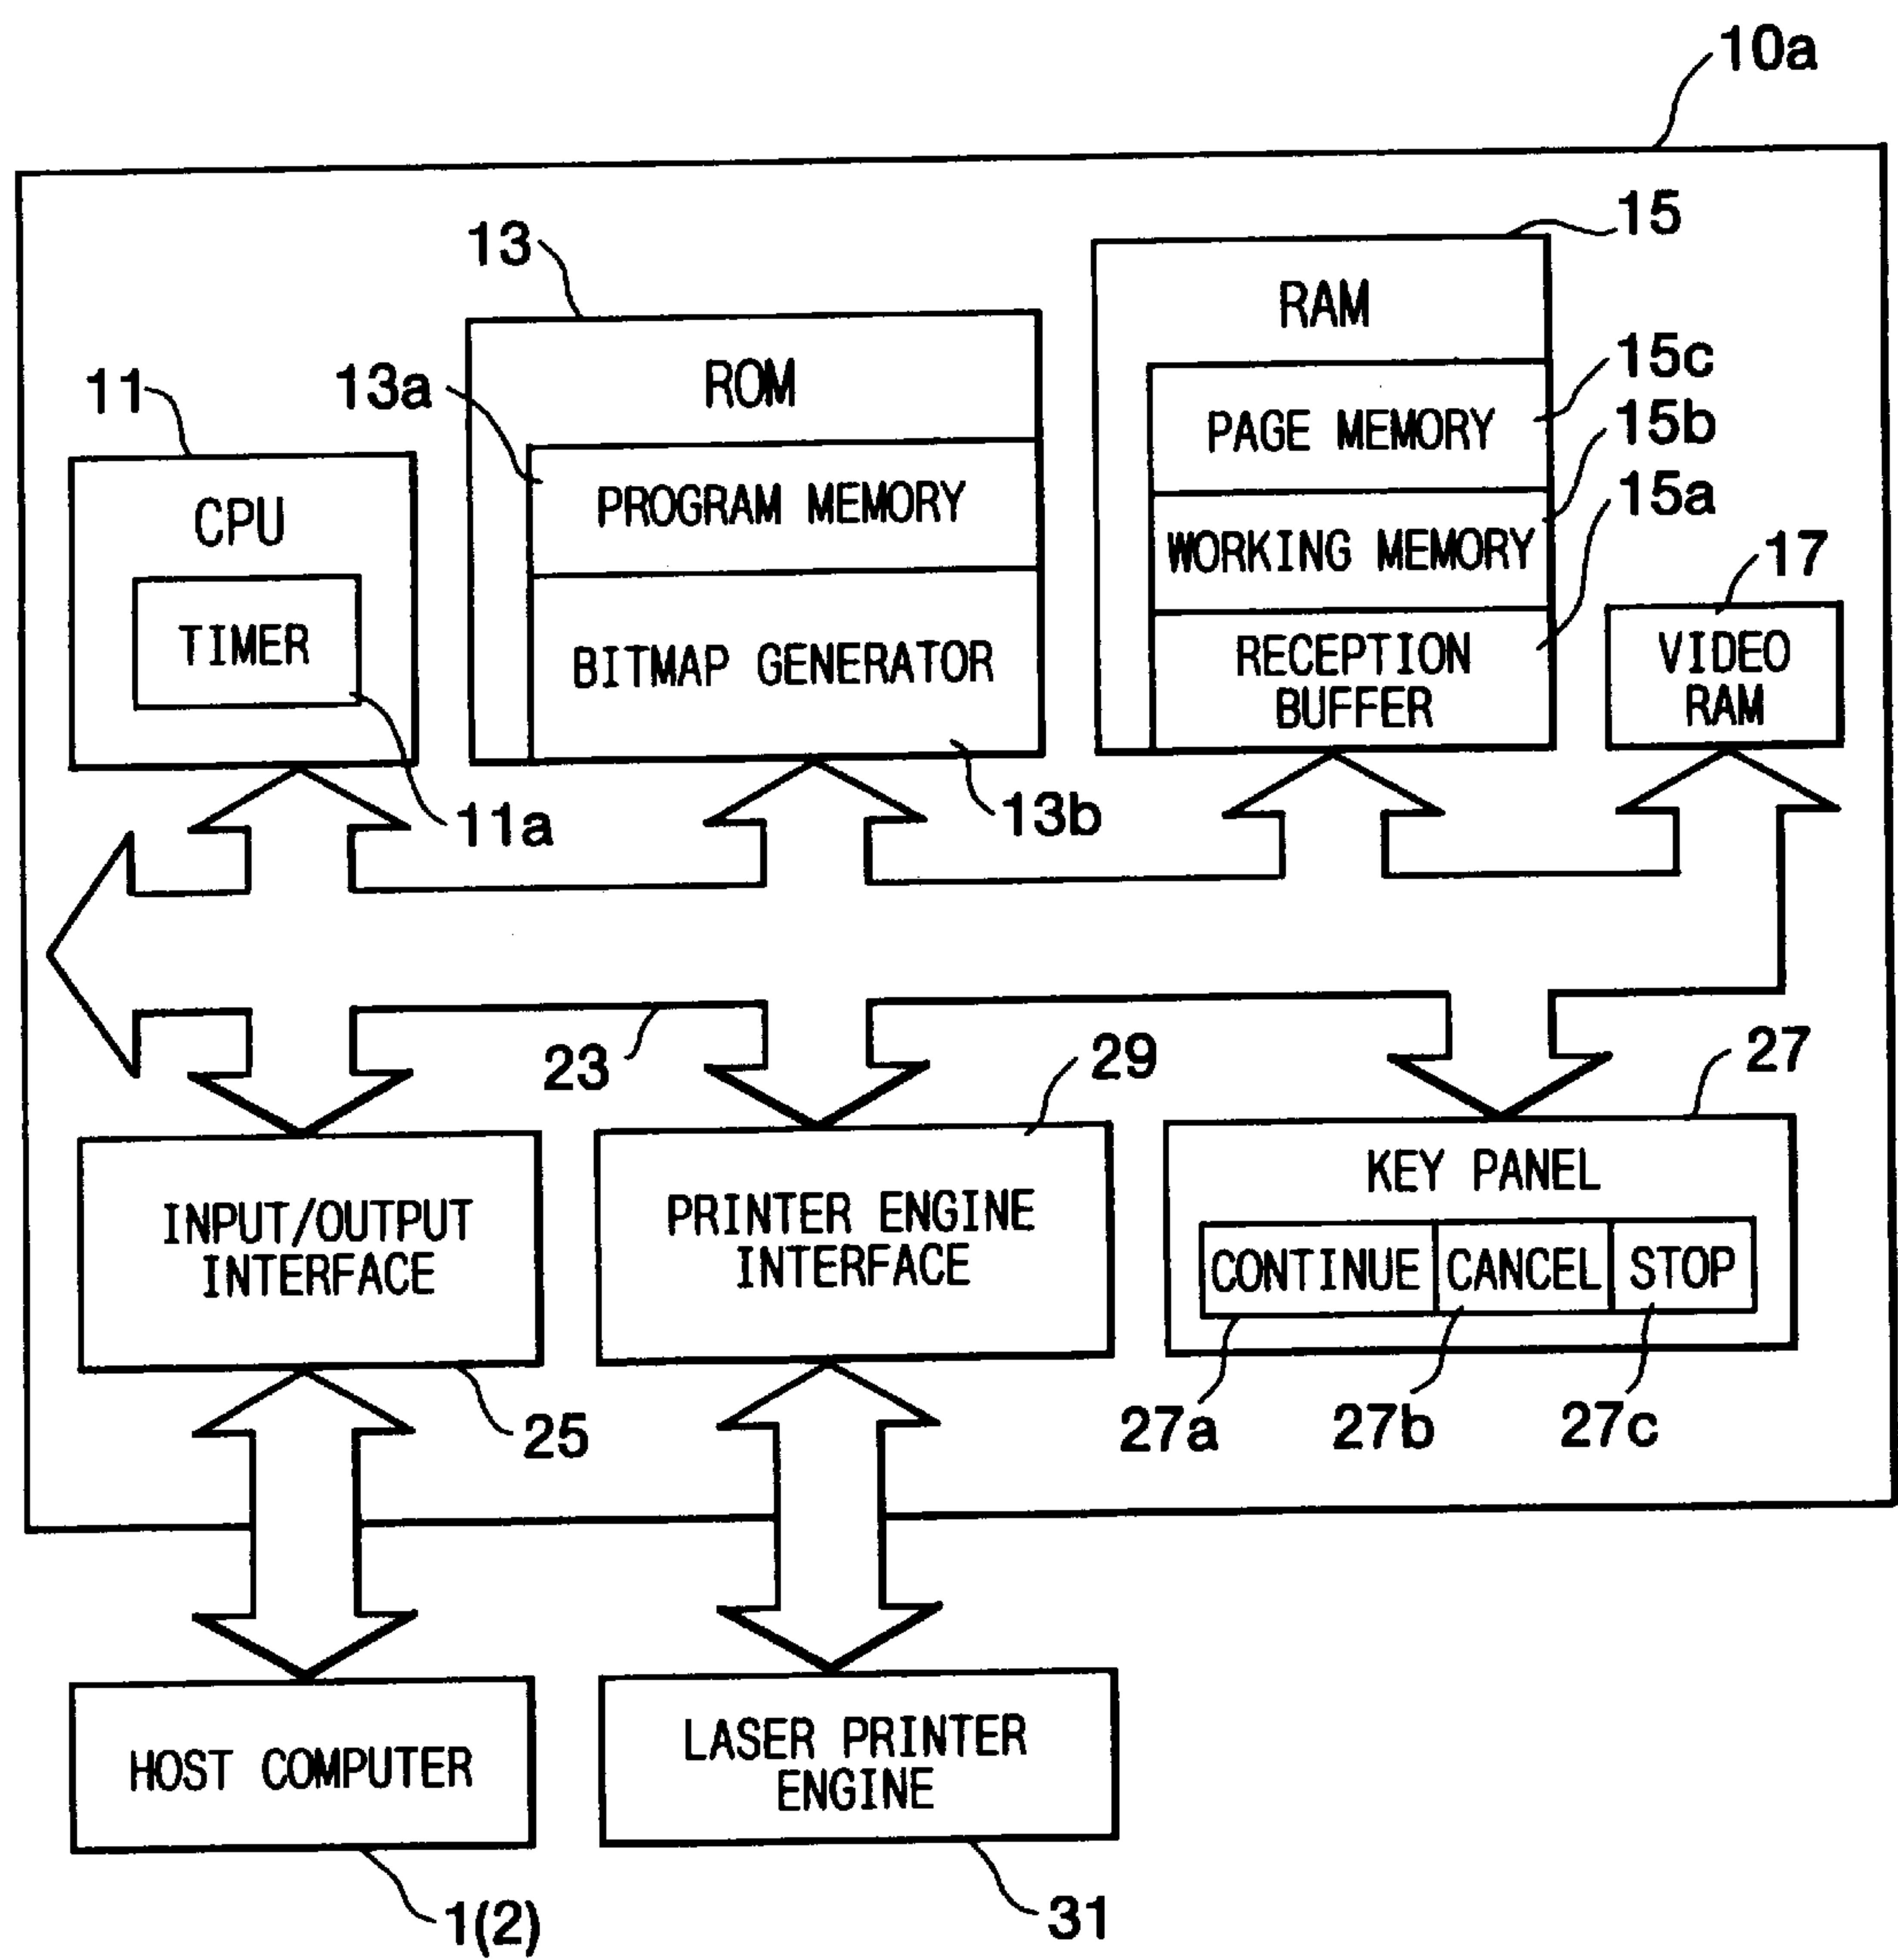 10a
15
13
RAM
15c
ROM
13a
11
PAGE MEMORY
15b
15a
PROGRAM MEMORY
CPU
WORKING MEMORY
17
TIMER
BITMAP GENERATOR
RECEPTION
BUFFER
VIDEO
RAM
11a
13b
23
29
27
KEY PANEL
INPUT/OUTPUT
INTERFACE
PRINTER ENGINE
INTERFACE
CONTINUE
CANCEL
STOP
25
27a
27b
27c
HOST COMPUTER
LASER PRINTER
ENGINE
1(2)
31